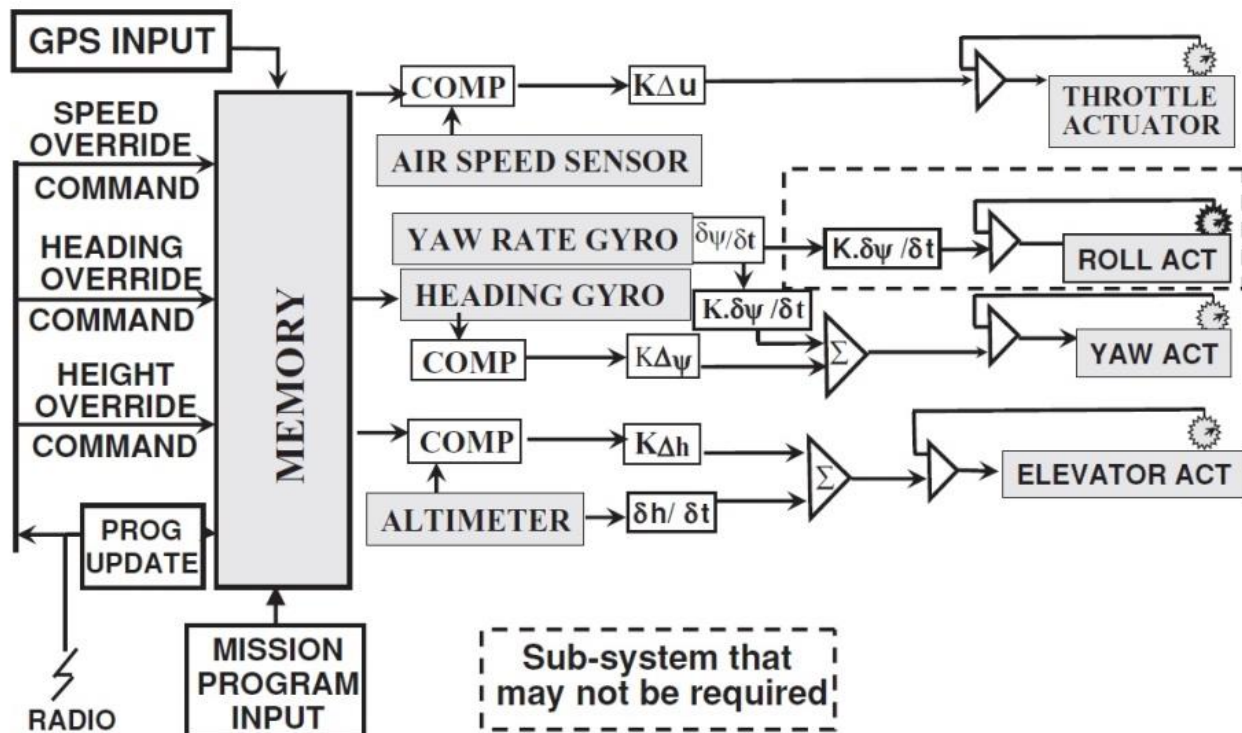 GPS INPUT
SPEED
OVERRIDE
COMMAND
HEADING
OVERRIDE
COMMAND
HEIGHT
OVERRIDE
COMMAND
PROG
UPDATE
RADIO
MEMORY
MISSION
PROGRAM
INPUT
COMP
KΔu
THROTTLE
ACTUATOR
AIR SPEED SENSOR
YAW RATE GYRO
δψ/δt
K.δψ /δt
ROLL ACT
HEADING GYRO
K.δψ /δt
COMP
KΔψ
Σ
YAW ACT
COMP
KΔh
Σ
ELEVATOR ACT
ALTIMETER
δh/ δt
Sub-system that
may not be required